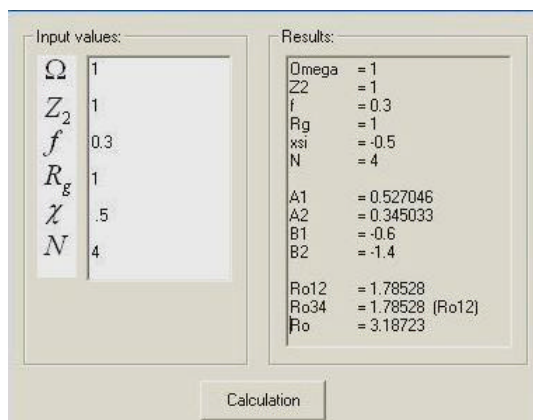 Input values:
Ω 1
Z2 1
f 0.3
Rg 1
χ .5
N 4
Results:
Omega = 1
Z2 = 1
f = 0.3
Rg = 1
xsi = -0.5
N = 4
A1 = 0.527046
A2 = 0.345033
B1 = -0.6
B2 = -1.4
Ro12 = 1.78528
Ro34 = 1.78528 (Ro12)
Ro = 3.18723
Calculation